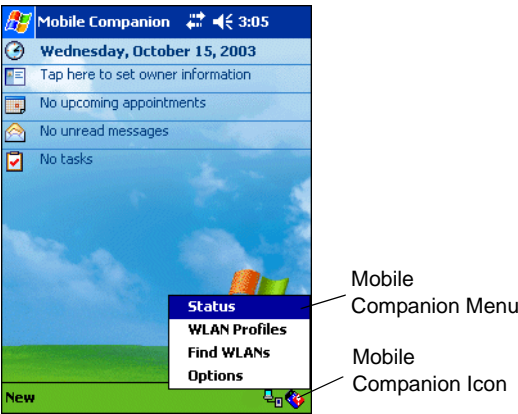 Mobile Companion 3:05
Wednesday, October 15, 2003
Tap here to set owner information
No upcoming appointments
No unread messages
No tasks
Status
WLAN Profiles
Find WLANs
Options
New
Mobile
Companion Menu
Mobile
Companion Icon